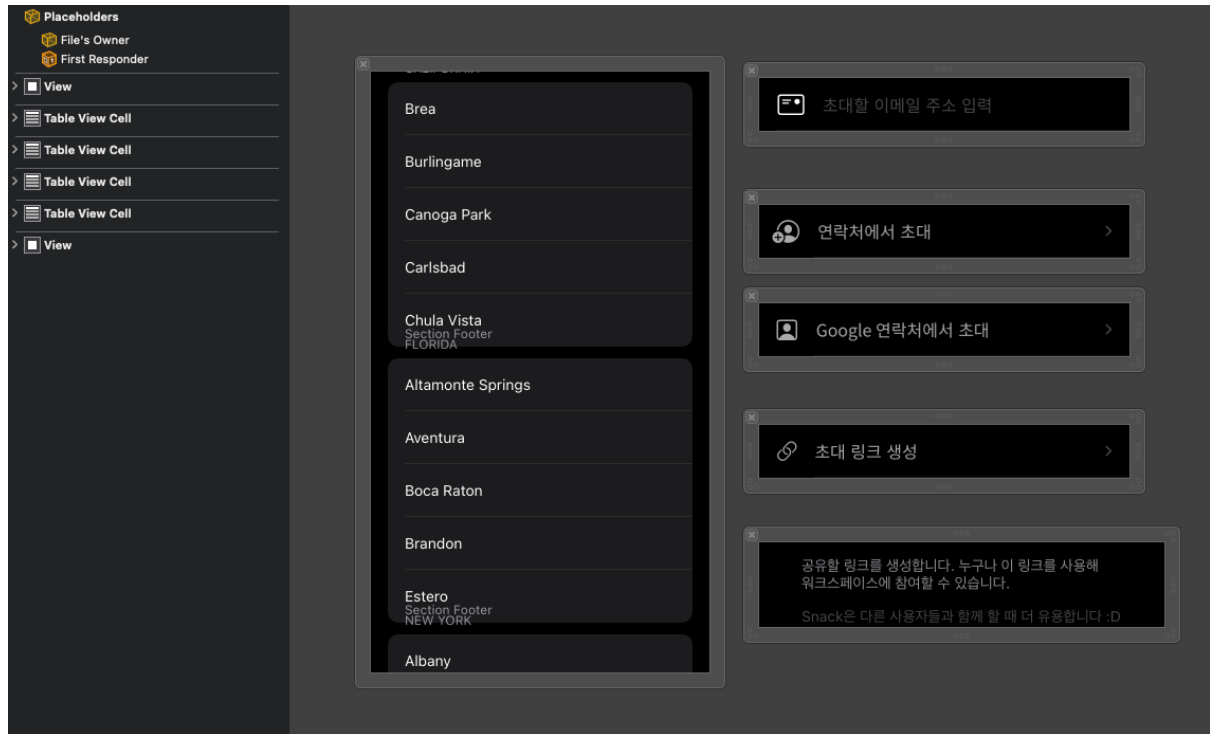 Placeholders
File's Owner
First Responder
View
Table View Cell
Table View Cell
Table View Cell
Table View Cell
View
Brea
Burlingame
Canoga Park
Carlsbad
Chula Vista
Section Footer
FLORIDA
Altamonte Springs
Aventura
Boca Raton
Brandon
Estero
Section Footer
NEW YORK
Albany
초대할 이메일 주소 입력
연락처에서 초대
Google 연락처에서 초대
초대 링크 생성
공유할 링크를 생성합니다. 누구나 이 링크를 사용해
워크스페이스에 참여할 수 있습니다.
Snack은 다른 사용자들과 함께 할 때 더 유용합니다 :D